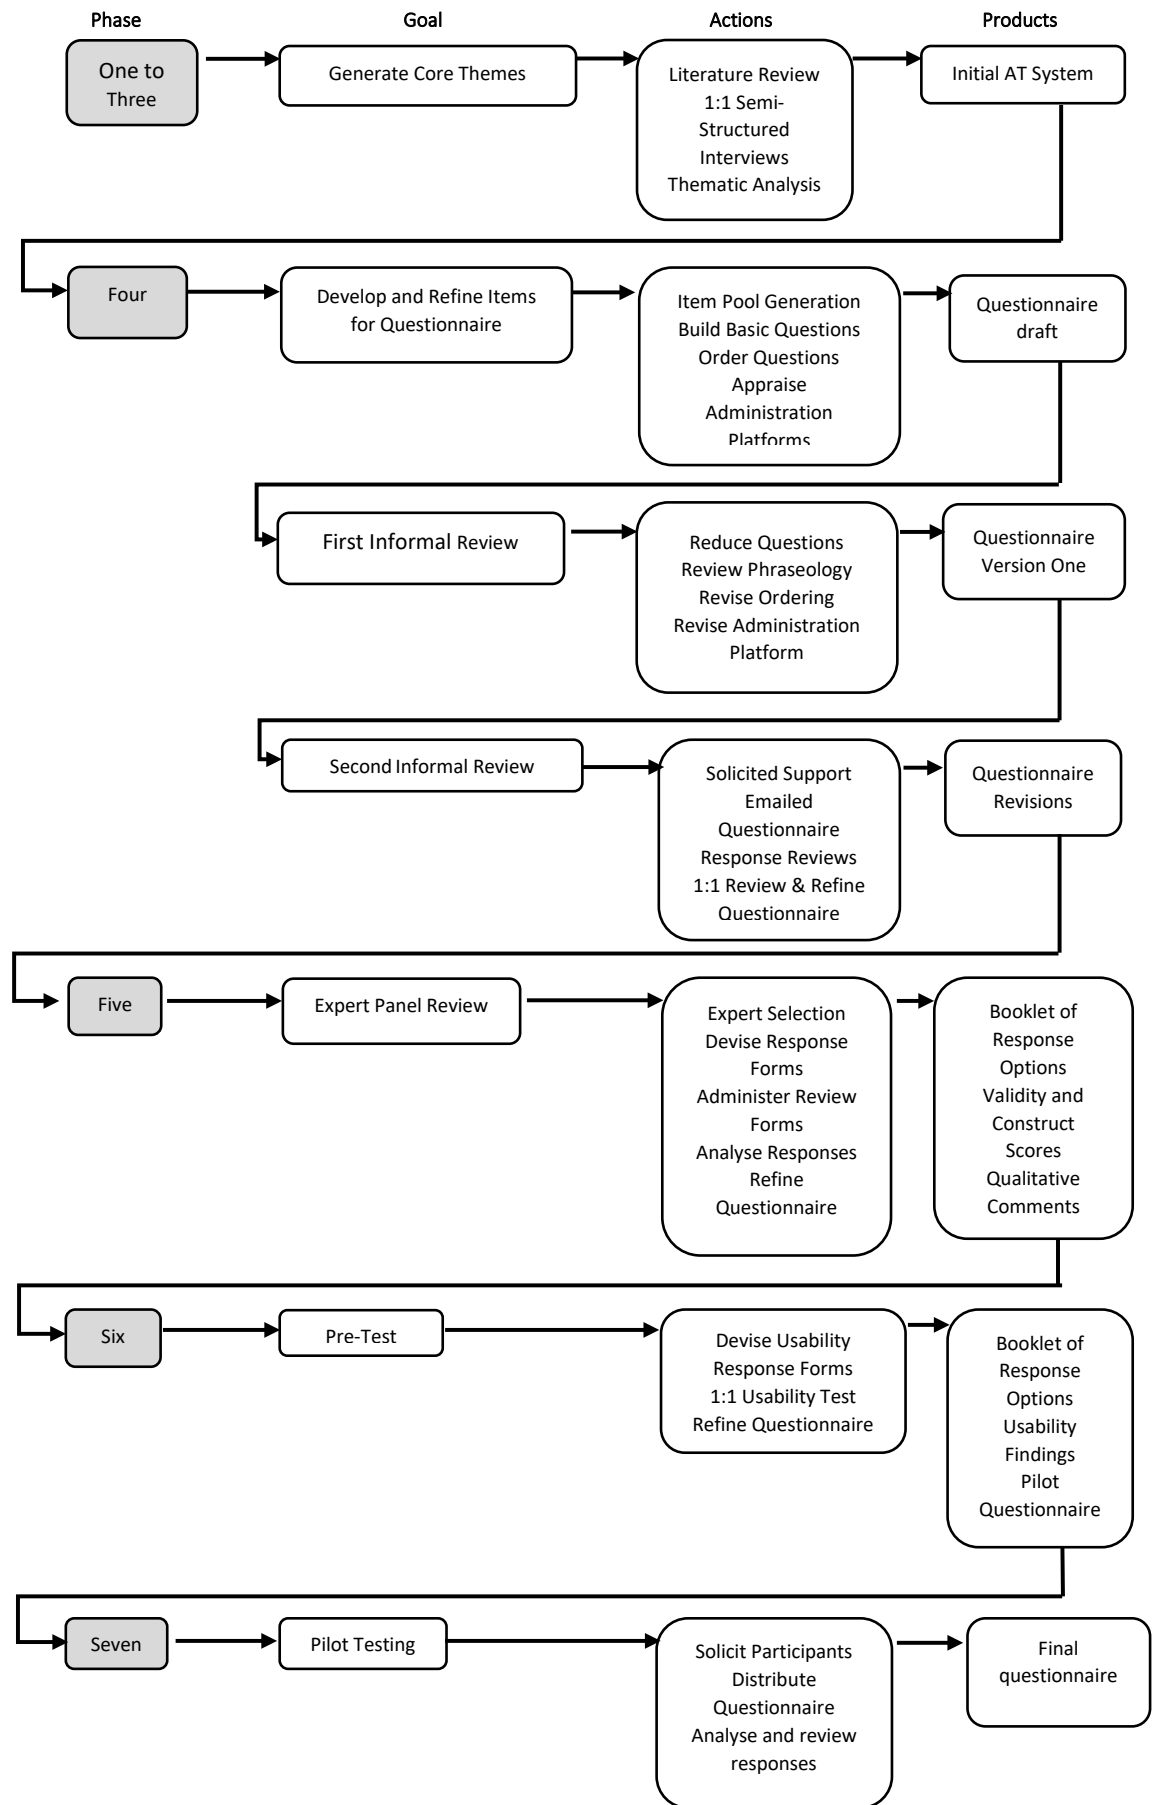 Phase Goal Actions Products
One to
Three
Generate Core Themes
Literature Review
1:1 Semi-
Structured
Interviews
Thematic Analysis
Initial AT System
Four
Develop and Refine Items
for Questionnaire
Item Pool Generation
Build Basic Questions
Order Questions
Appraise
Administration
Platforms
Questionnaire
draft
First Informal Review
Reduce Questions
Review Phraseology
Revise Ordering
Revise Administration
Platform
Questionnaire
Version One
Second Informal Review
Solicited Support
Emailed
Questionnaire
Response Reviews
1:1 Review & Refine
Questionnaire
Questionnaire
Revisions
Five
Expert Panel Review
Expert Selection
Devise Response
Forms
Administer Review
Forms
Analyse Responses
Refine
Questionnaire
Booklet of
Response
Options
Validity and
Construct
Scores
Qualitative
Comments
Six
Pre-Test
Devise Usability
Response Forms
1:1 Usability Test
Refine Questionnaire
Booklet of
Response
Options
Usability
Findings
Pilot
Questionnaire
Seven
Pilot Testing
Solicit Participants
Distribute
Questionnaire
Analyse and review
responses
Final
questionnaire